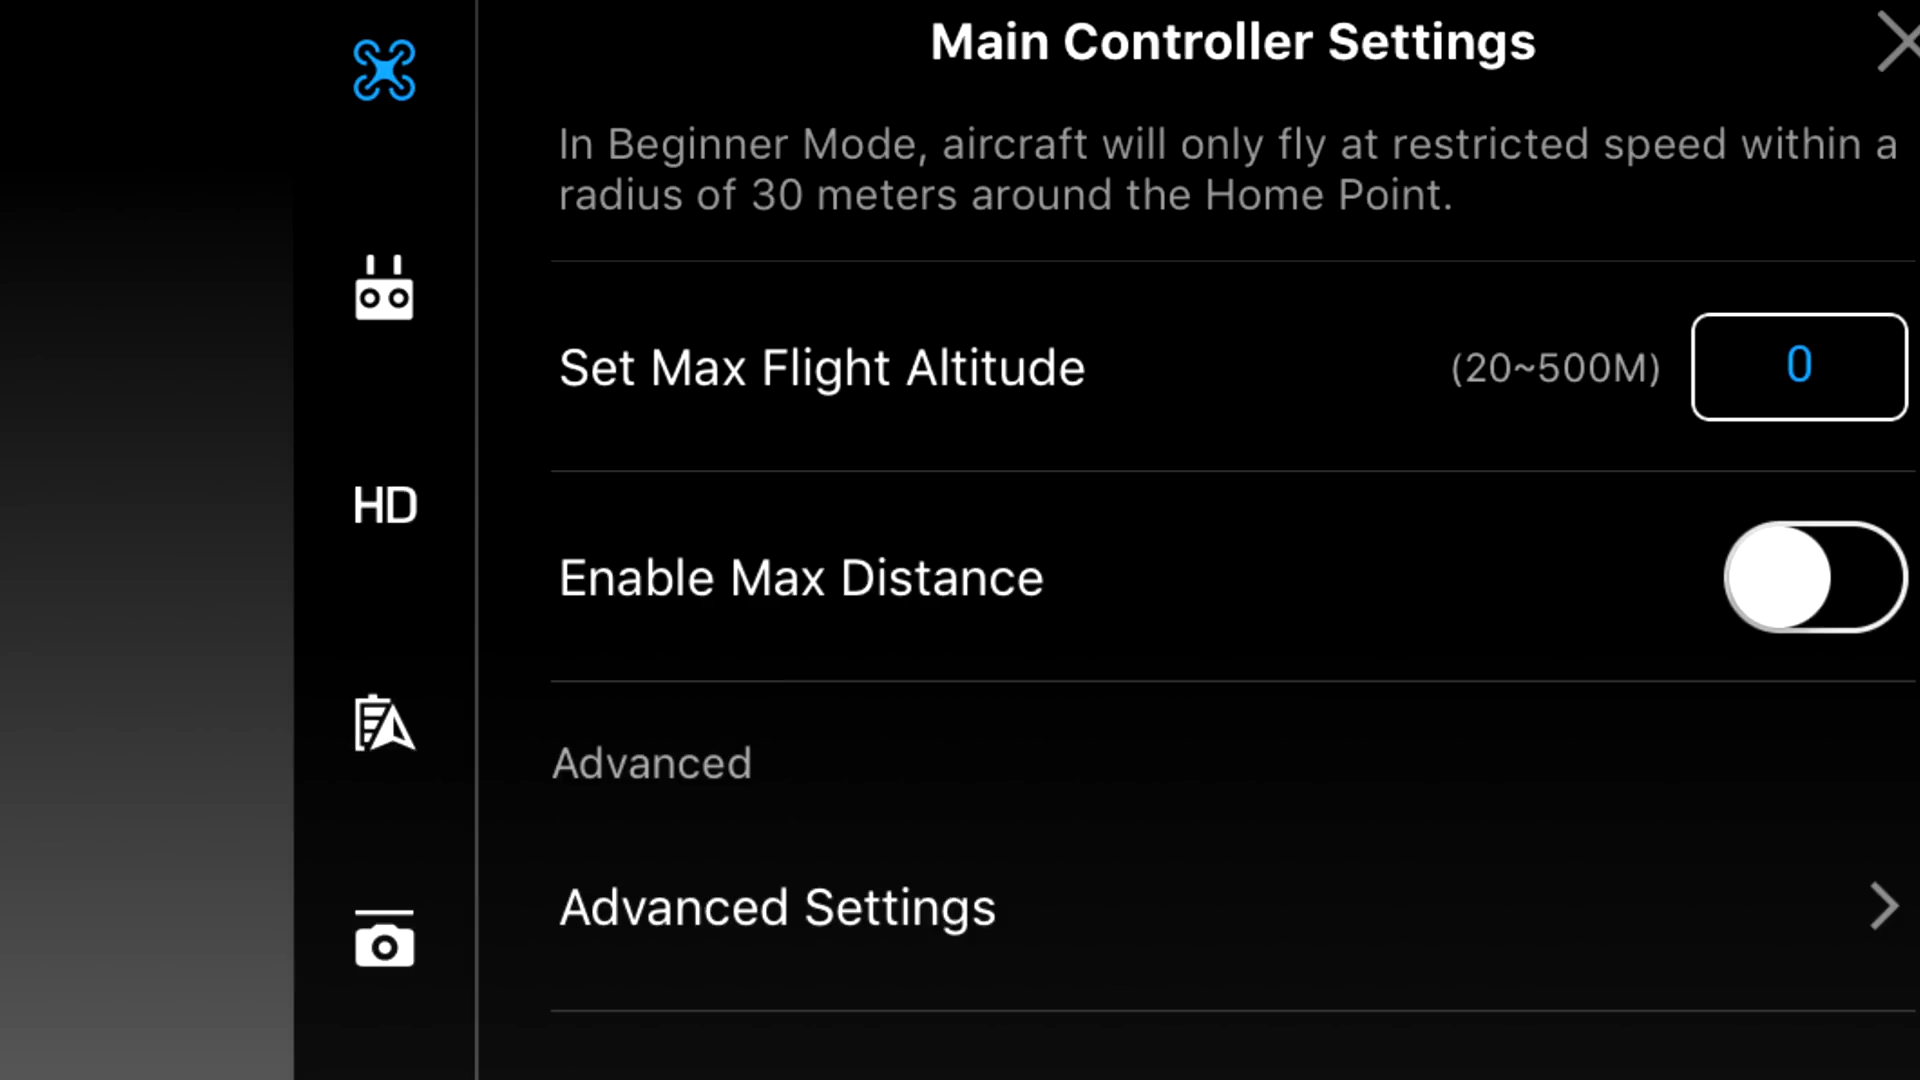 Main Controller Settings
In Beginner Mode, aircraft will only fly at restricted speed within a
radius of 30 meters around the Home Point.
Set Max Flight Altitude (20~500M) 0
HD
Enable Max Distance
Advanced
Advanced Settings